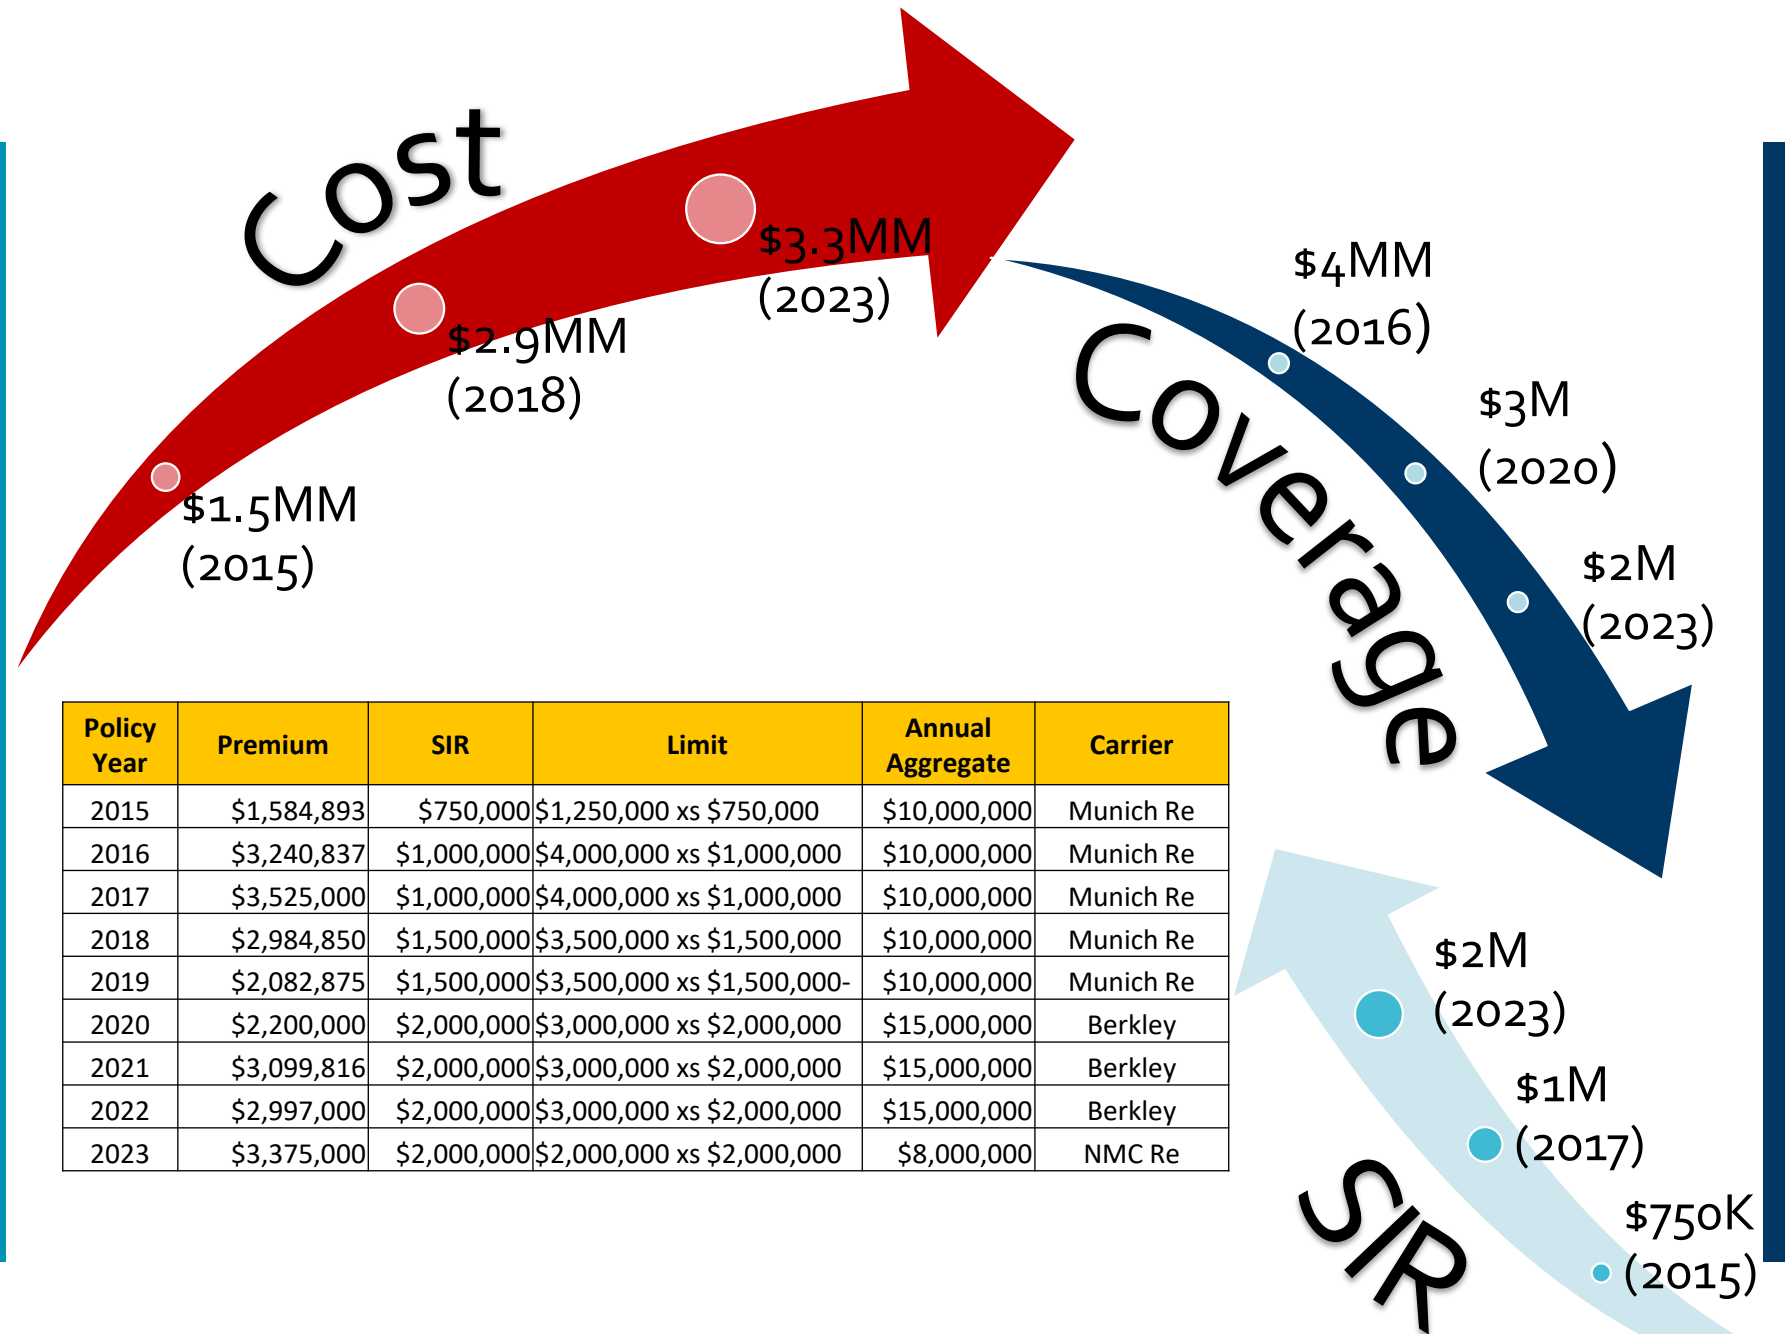 Cost
$3.3MM
(2023)
$2.9MM
(2018)
$1.5MM
(2015)
Coverage
$4MM
(2016)
$3M
(2020)
$2M
(2023)
Policy Year Premium SIR Limit Annual Aggregate Carrier
2015 $1,584,893 $750,000 $1,250,000 xs $750,000 $10,000,000 Munich Re
2016 $3,240,837 $1,000,000 $4,000,000 xs $1,000,000 $10,000,000 Munich Re
2017 $3,525,000 $1,000,000 $4,000,000 xs $1,000,000 $10,000,000 Munich Re
2018 $2,984,850 $1,500,000 $3,500,000 xs $1,500,000 $10,000,000 Munich Re
2019 $2,082,875 $1,500,000 $3,500,000 xs $1,500,000- $10,000,000 Munich Re
2020 $2,200,000 $2,000,000 $3,000,000 xs $2,000,000 $15,000,000 Berkley
2021 $3,099,816 $2,000,000 $3,000,000 xs $2,000,000 $15,000,000 Berkley
2022 $2,997,000 $2,000,000 $3,000,000 xs $2,000,000 $15,000,000 Berkley
2023 $3,375,000 $2,000,000 $2,000,000 xs $2,000,000 $8,000,000 NMC Re
$2M
(2023)
$1M
(2017)
$750K
(2015)
SIR